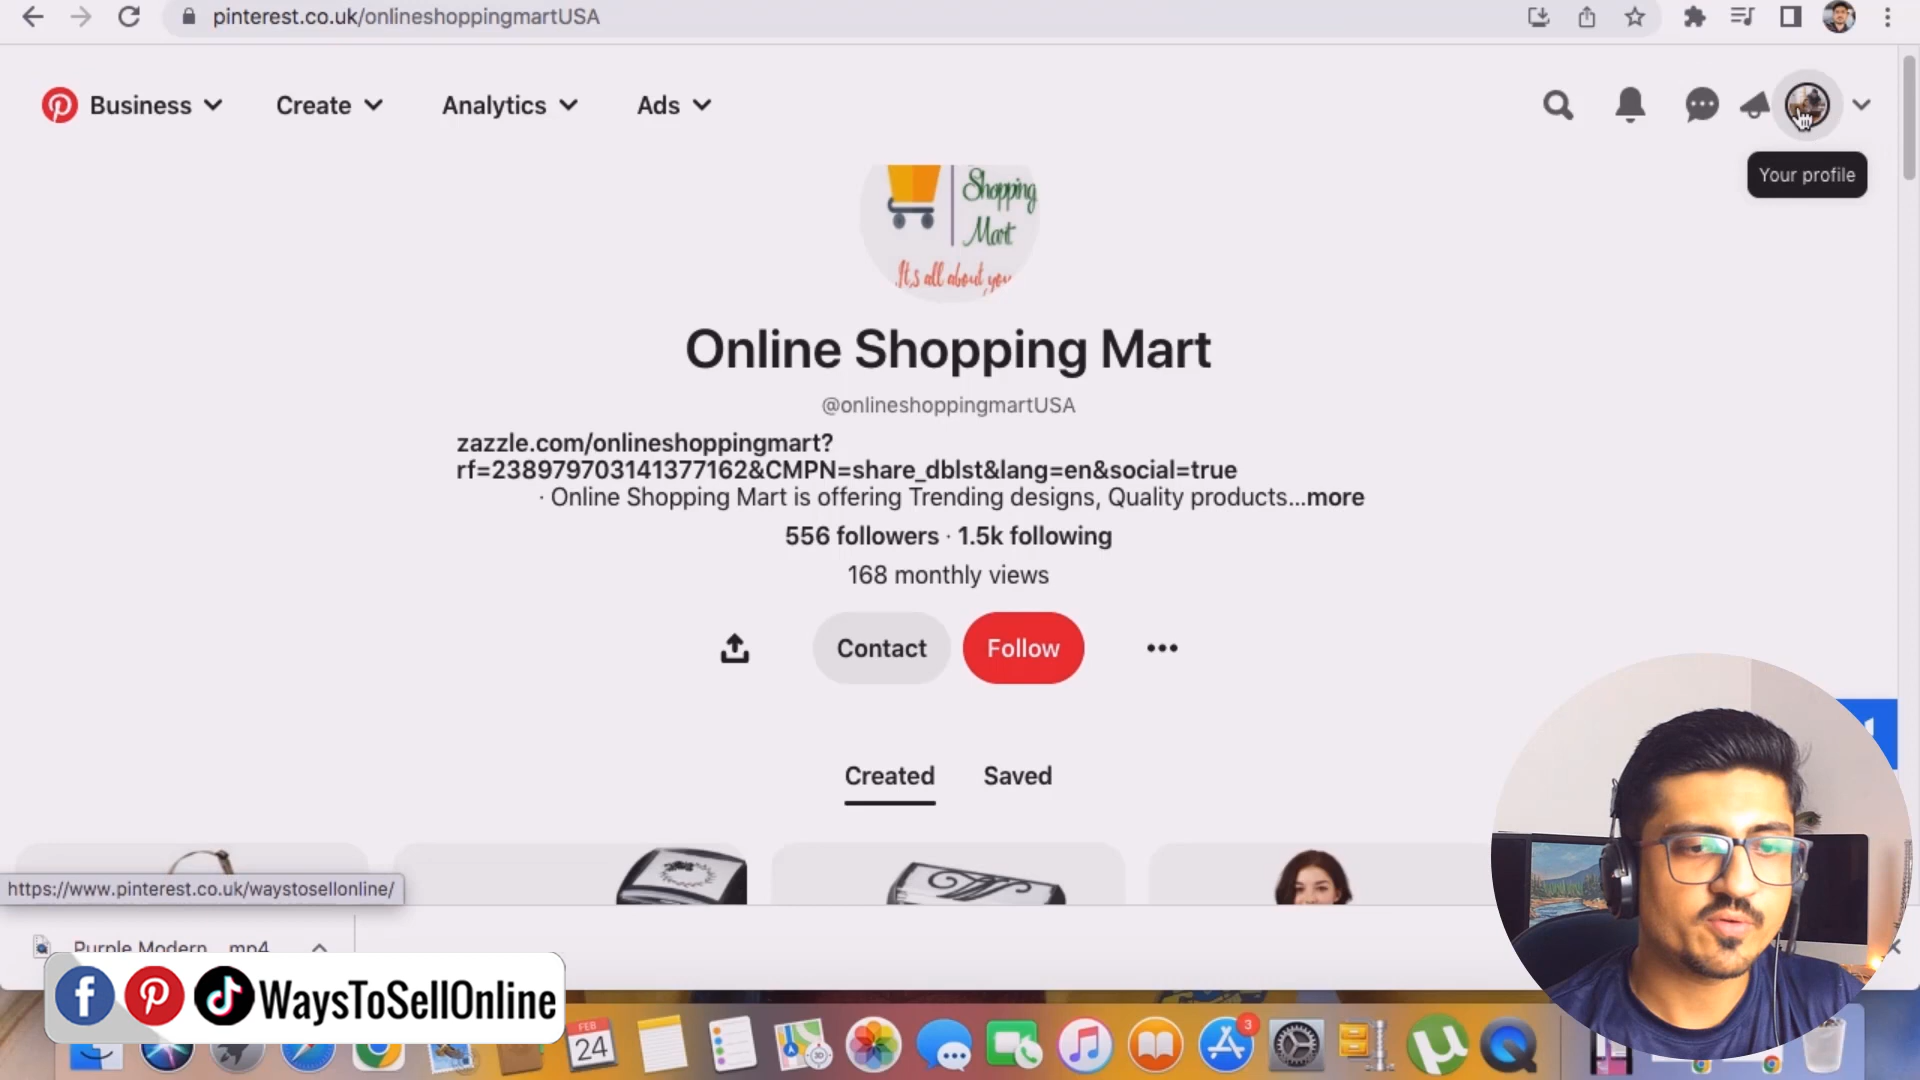 pinterest.co.uk/onlineshoppingmartUSA
Business
Create
Analytics
Ads
Your profile
Shopping
Mart
It,s all about you
Online Shopping Mart
@onlineshoppingmartUSA
zazzle.com/onlineshoppingmart?
rf=238979703141377162&CMPN=share_dblst&lang=en&social=true
· Online Shopping Mart is offering Trending designs, Quality products...more
556 followers · 1.5k following
168 monthly views
Contact
Follow
Created
Saved
https://www.pinterest.co.uk/waystosellonline/
Purple Modern ....mp4
WaysToSellOnline
FEB
24
3